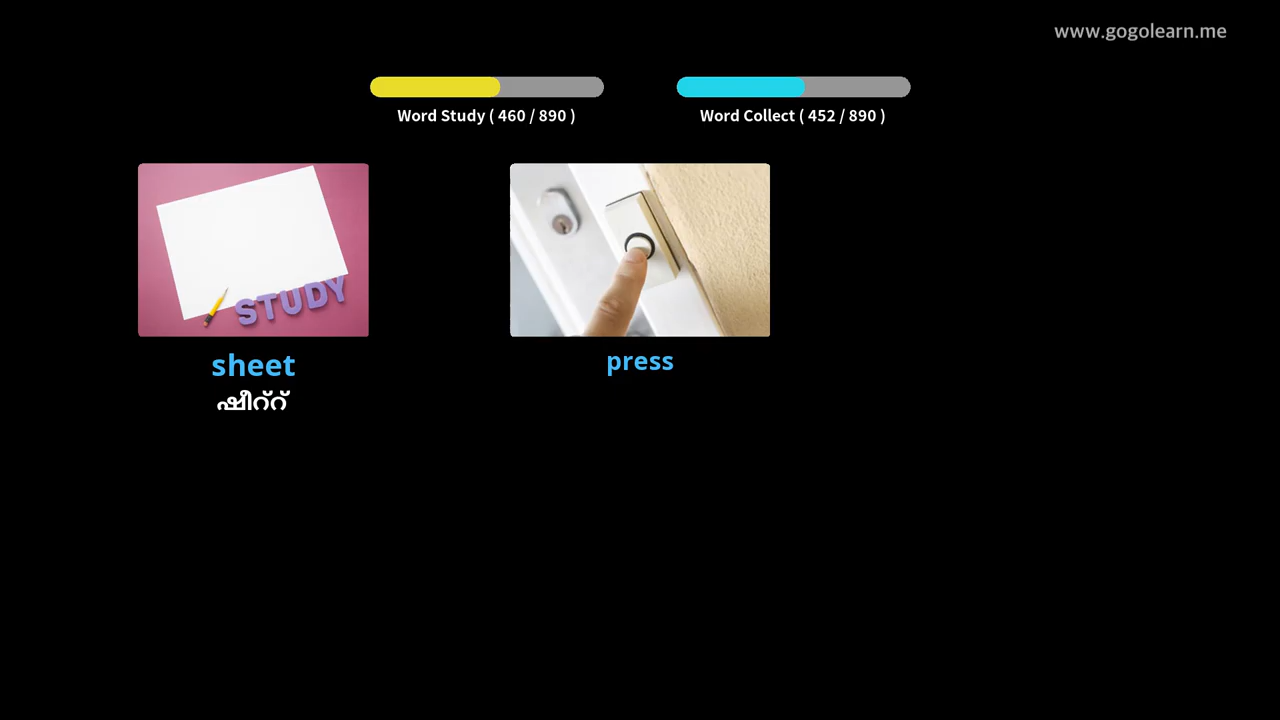 www.gogolearn.me
Word Study ( 460 / 890 )
Word Collect ( 452 / 890 )
STUDY
sheet
ഷീറ്റ്
press